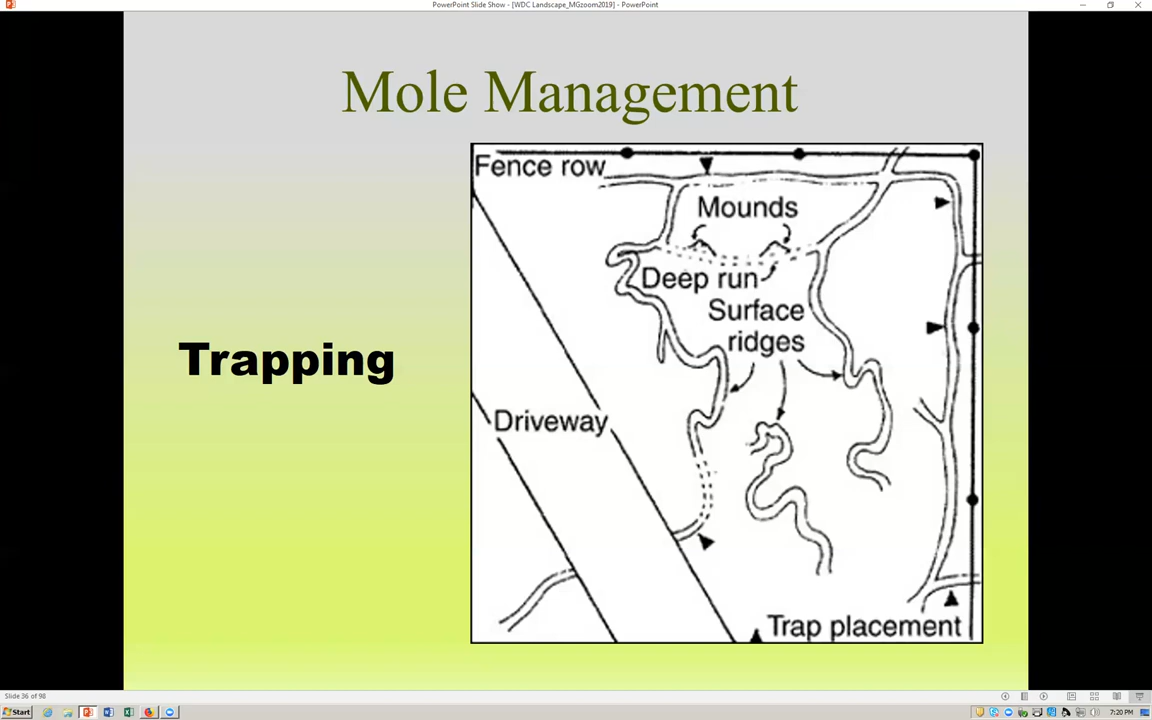 PowerPoint Slide Show - [WDC Landscape_MGzoom2019] - PowerPoint
Mole Management
Fence row
Mounds
Deep run
Surface
ridges
Trapping
Driveway
Trap placement
Slide 36 of 98
Start
7:20 PM